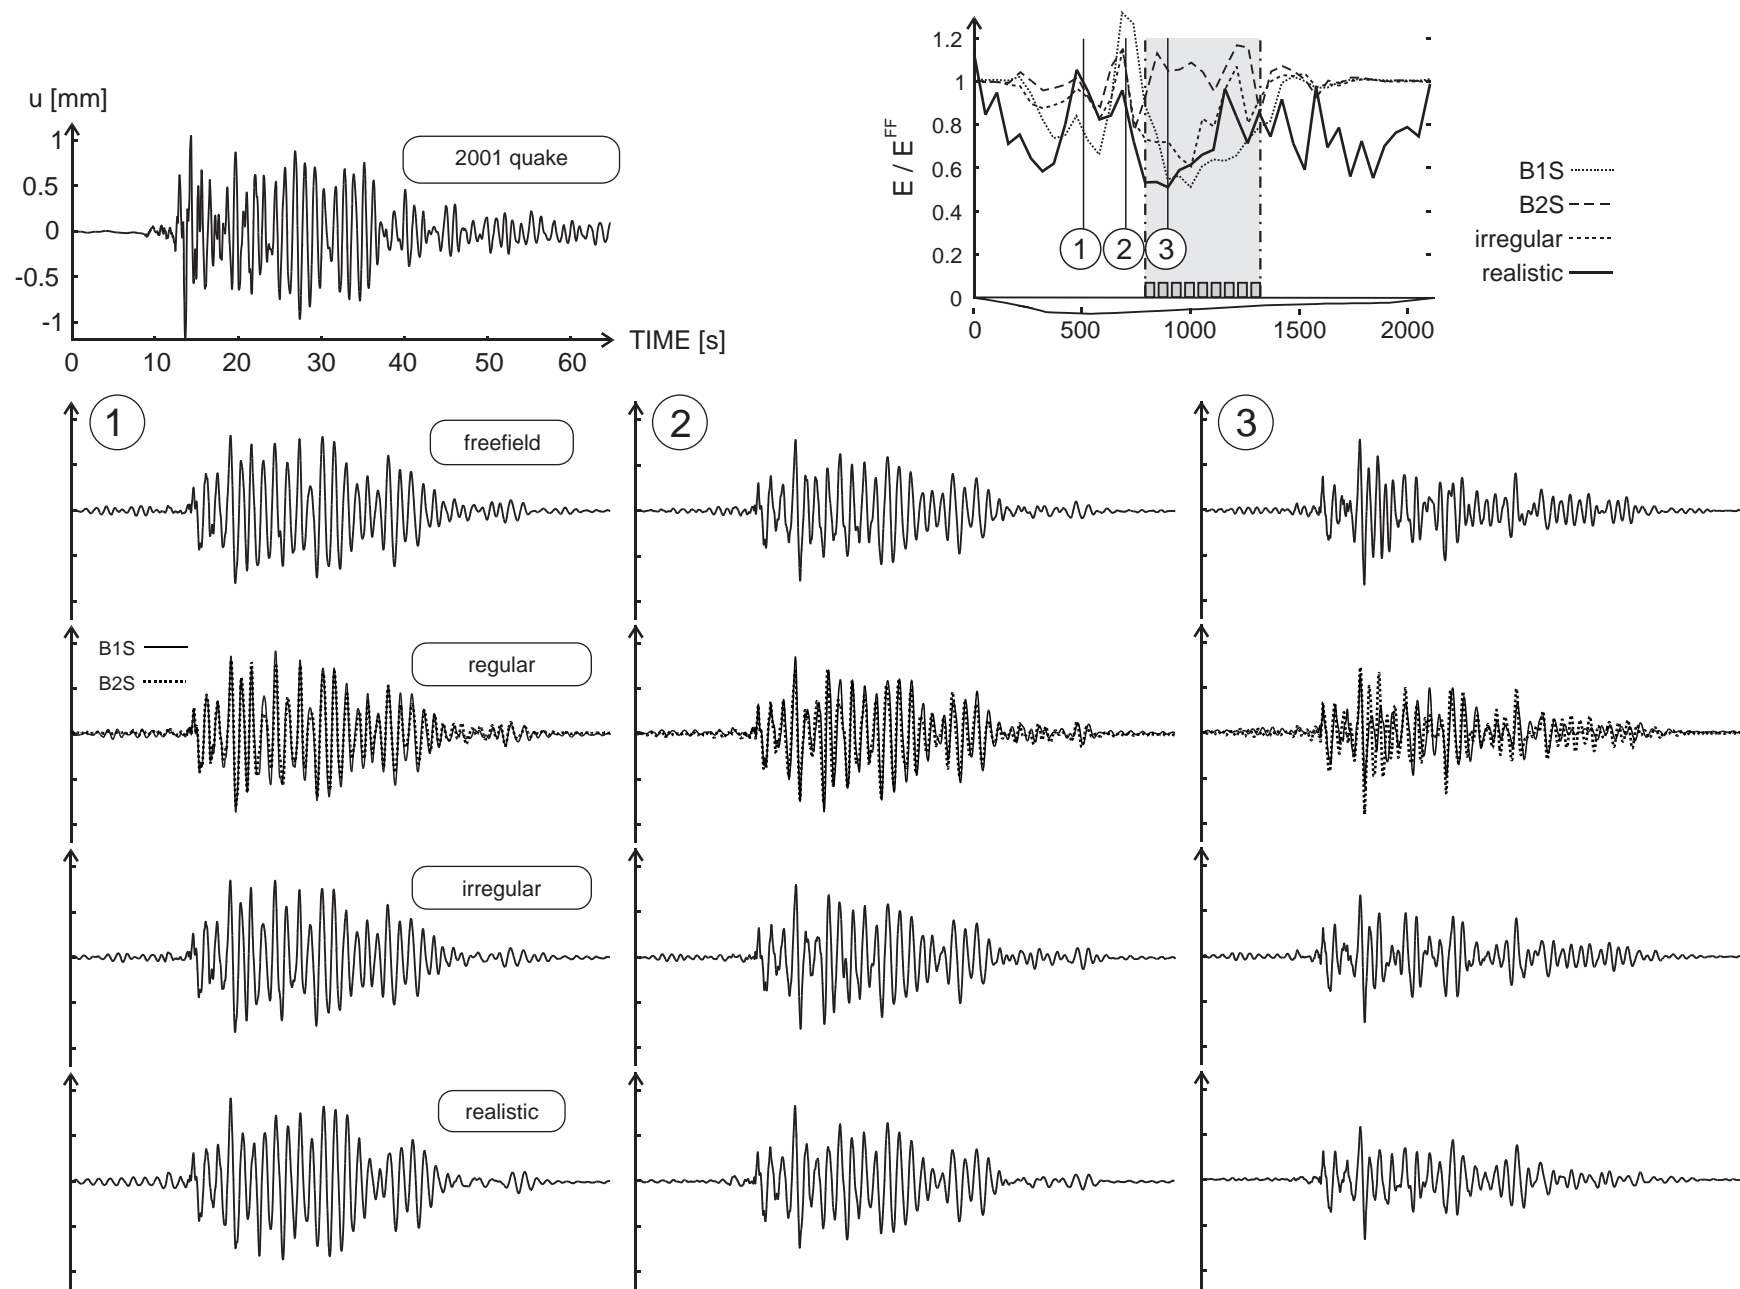 u [mm]
1
0.5
0
-0.5
-1
2001 quake
TIME [s]
0 10 20 30 40 50 60
E / E^FF
1.2
1
0.8
0.6
0.4
0.2
0
1 2 3
0 500 1000 1500 2000
B1S
B2S
irregular
realistic
1
freefield
2
3
B1S
B2S
regular
irregular
realistic